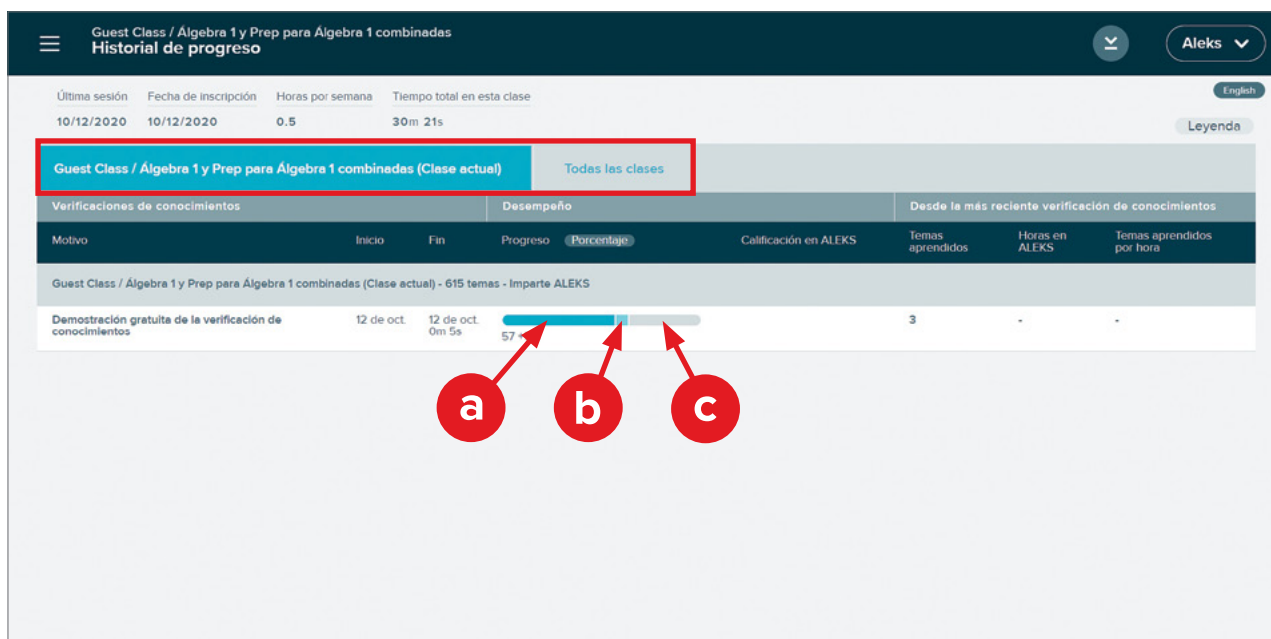 Guest Class / Álgebra 1 y Prep para Álgebra 1 combinadas
Historial de progreso
Aleks
English
Última sesión Fecha de inscripción Horas por semana Tiempo total en esta clase
10/12/2020 10/12/2020 0.5 30m 21s
Leyenda
Guest Class / Álgebra 1 y Prep para Álgebra 1 combinadas (Clase actual) Todas las clases
Verificaciones de conocimientos Desempeño Desde la más reciente verificación de conocimientos
Motivo Inicio Fin Progreso Porcentaje Calificación en ALEKS Temas aprendidos Horas en ALEKS Temas aprendidos por hora
Guest Class / Álgebra 1 y Prep para Álgebra 1 combinadas (Clase actual) - 615 temas - Imparte ALEKS
Demostración gratuita de la verificación de conocimientos 12 de oct. 12 de oct. 3 - -
0m 5s
57 +
a b c